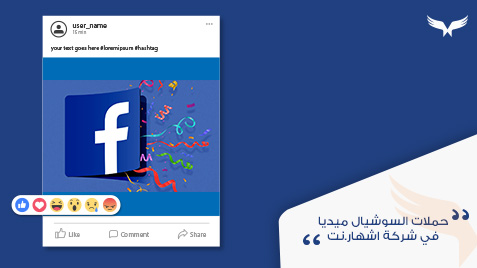 user_name
16 min
your text goes here #loremipsum #hashtag
f
Like
Comment
Share
" حملات السوشيال ميديا
في شركة اشهار.نت "